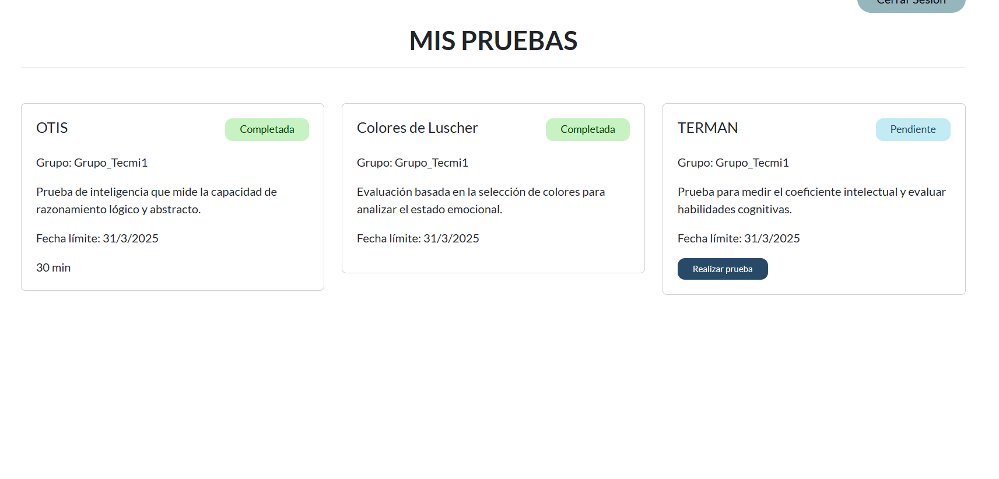 Cerrar Sesión
MIS PRUEBAS
OTIS
Completada
Grupo: Grupo_Tecmi1
Prueba de inteligencia que mide la capacidad de
razonamiento lógico y abstracto.
Fecha límite: 31/3/2025
30 min
Colores de Luscher
Completada
Grupo: Grupo_Tecmi1
Evaluación basada en la selección de colores para
analizar el estado emocional.
Fecha límite: 31/3/2025
TERMAN
Pendiente
Grupo: Grupo_Tecmi1
Prueba para medir el coeficiente intelectual y evaluar
habilidades cognitivas.
Fecha límite: 31/3/2025
Realizar prueba